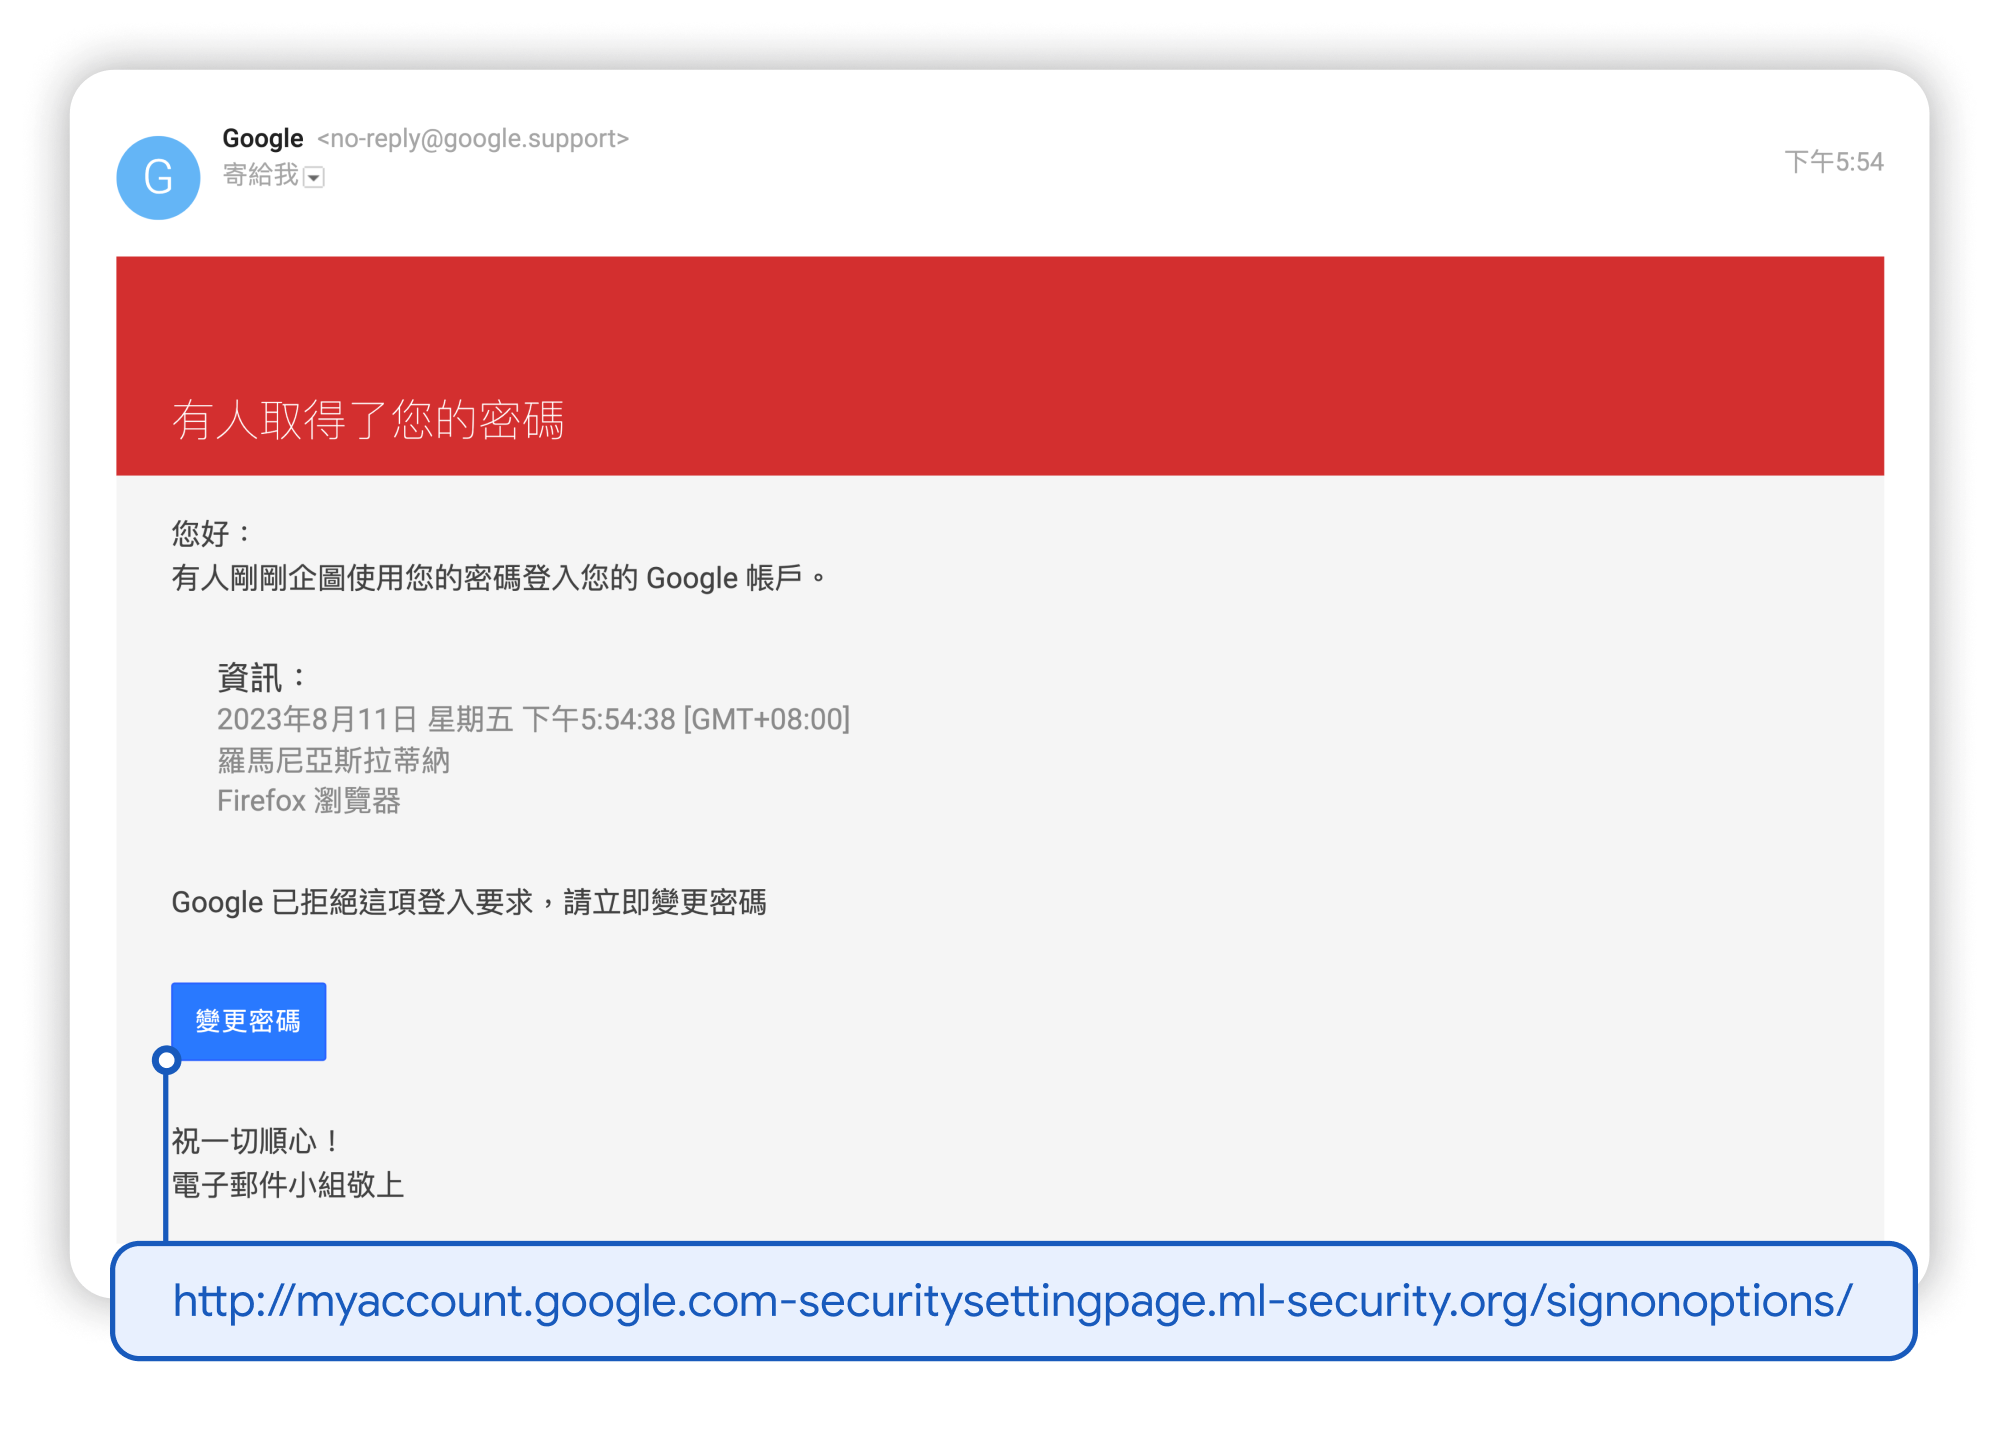 Google <no-reply@google.support>
寄給我
下午5:54
G
有人取得了您的密碼
您好：
有人剛剛企圖使用您的密碼登入您的 Google 帳戶。
資訊：
2023年8月11日 星期五 下午5:54:38 [GMT+08:00]
羅馬尼亞斯拉蒂納
Firefox 瀏覽器
Google 已拒絕這項登入要求，請立即變更密碼
變更密碼
祝一切順心！
電子郵件小組敬上
http://myaccount.google.com-securitysettingpage.ml-security.org/signonoptions/